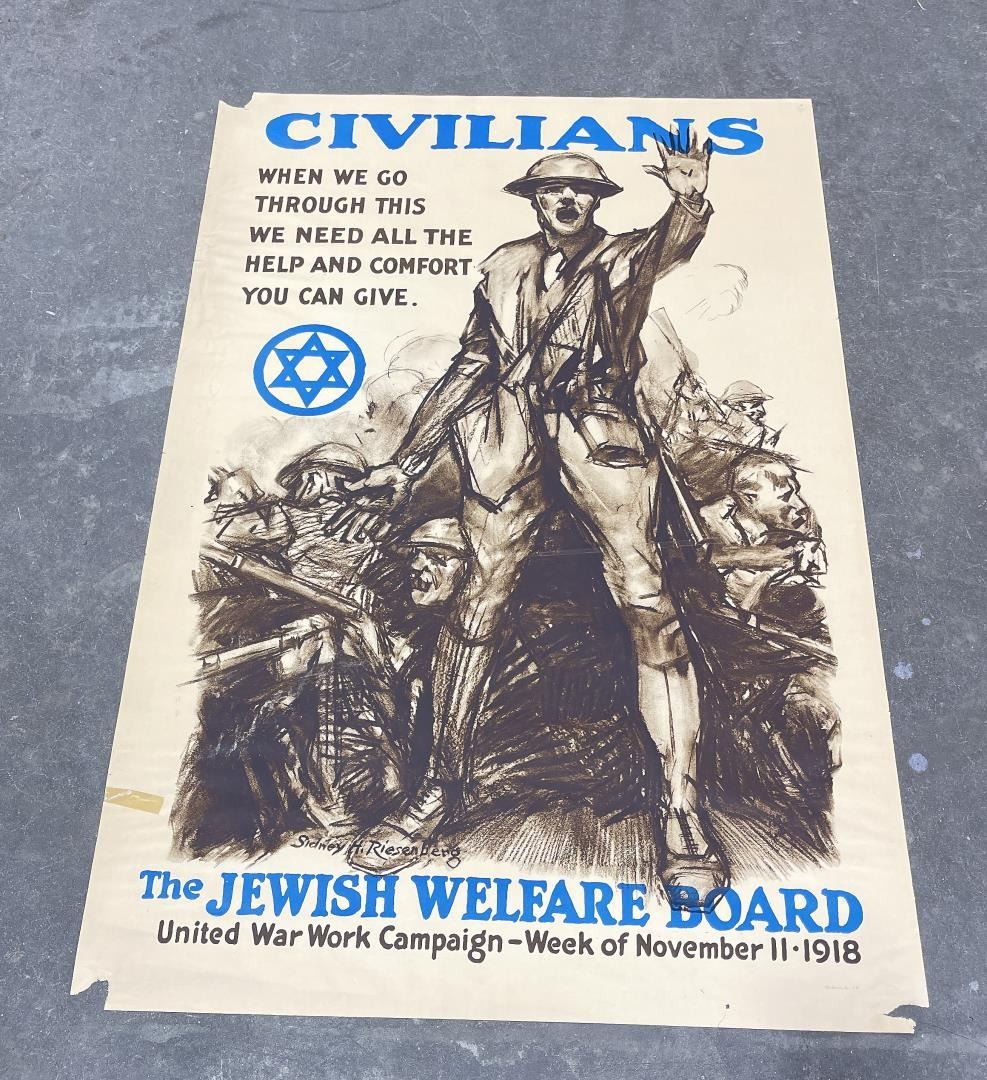 CIVILIANS
WHEN WE GO
THROUGH THIS
WE NEED ALL THE
HELP AND COMFORT
YOU CAN GIVE.
Sidney H. Riesenberg
The JEWISH WELFARE BOARD
United War Work Campaign – Week of November 11 · 1918